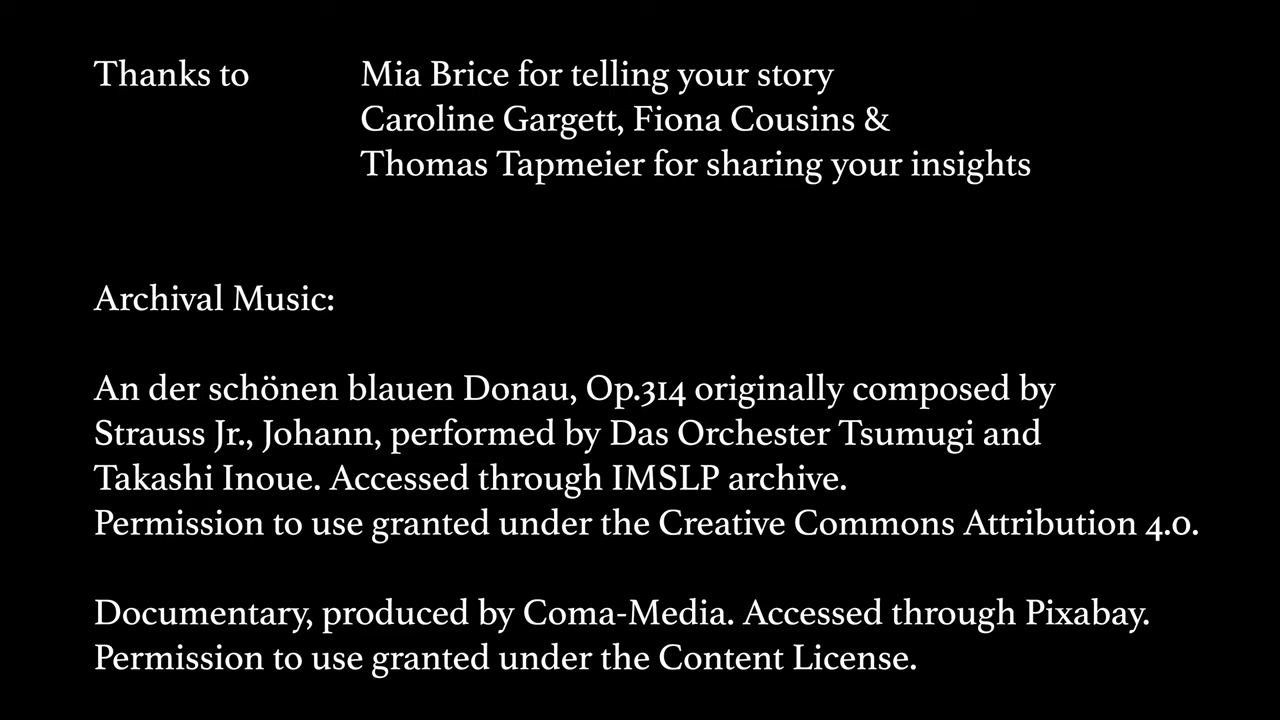 Thanks to Mia Brice for telling your story
Caroline Gargett, Fiona Cousins &
Thomas Tapmeier for sharing your insights
Archival Music:
An der schönen blauen Donau, Op.314 originally composed by
Strauss Jr., Johann, performed by Das Orchester Tsumugi and
Takashi Inoue. Accessed through IMSLP archive.
Permission to use granted under the Creative Commons Attribution 4.0.
Documentary, produced by Coma-Media. Accessed through Pixabay.
Permission to use granted under the Content License.